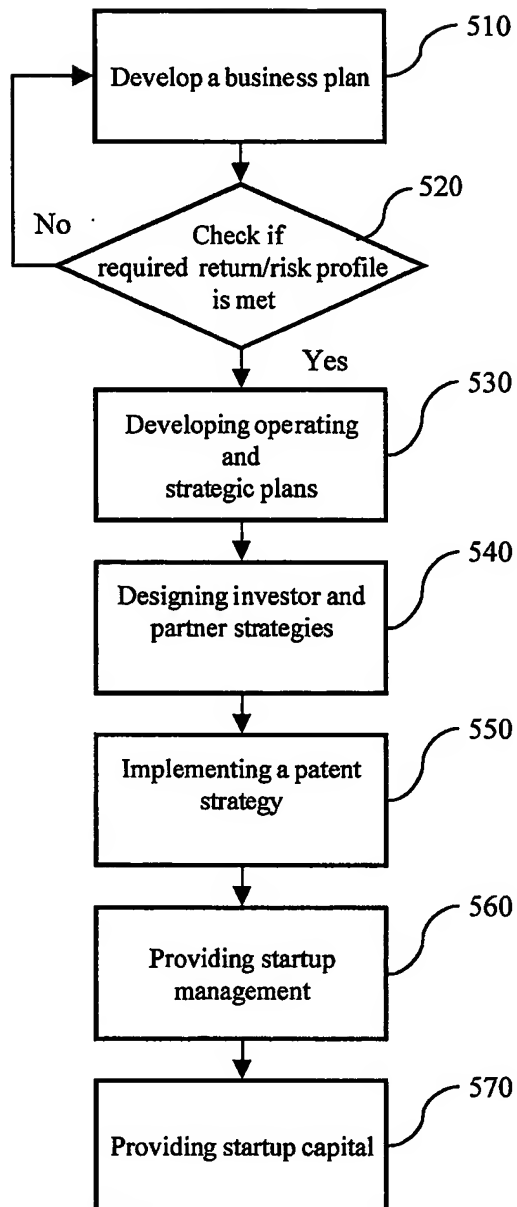 510
Develop a business plan
520
No
Check if
required return/risk profile
is met
Yes
530
Developing operating
and
strategic plans
540
Designing investor and
partner strategies
550
Implementing a patent
strategy
560
Providing startup
management
570
Providing startup capital